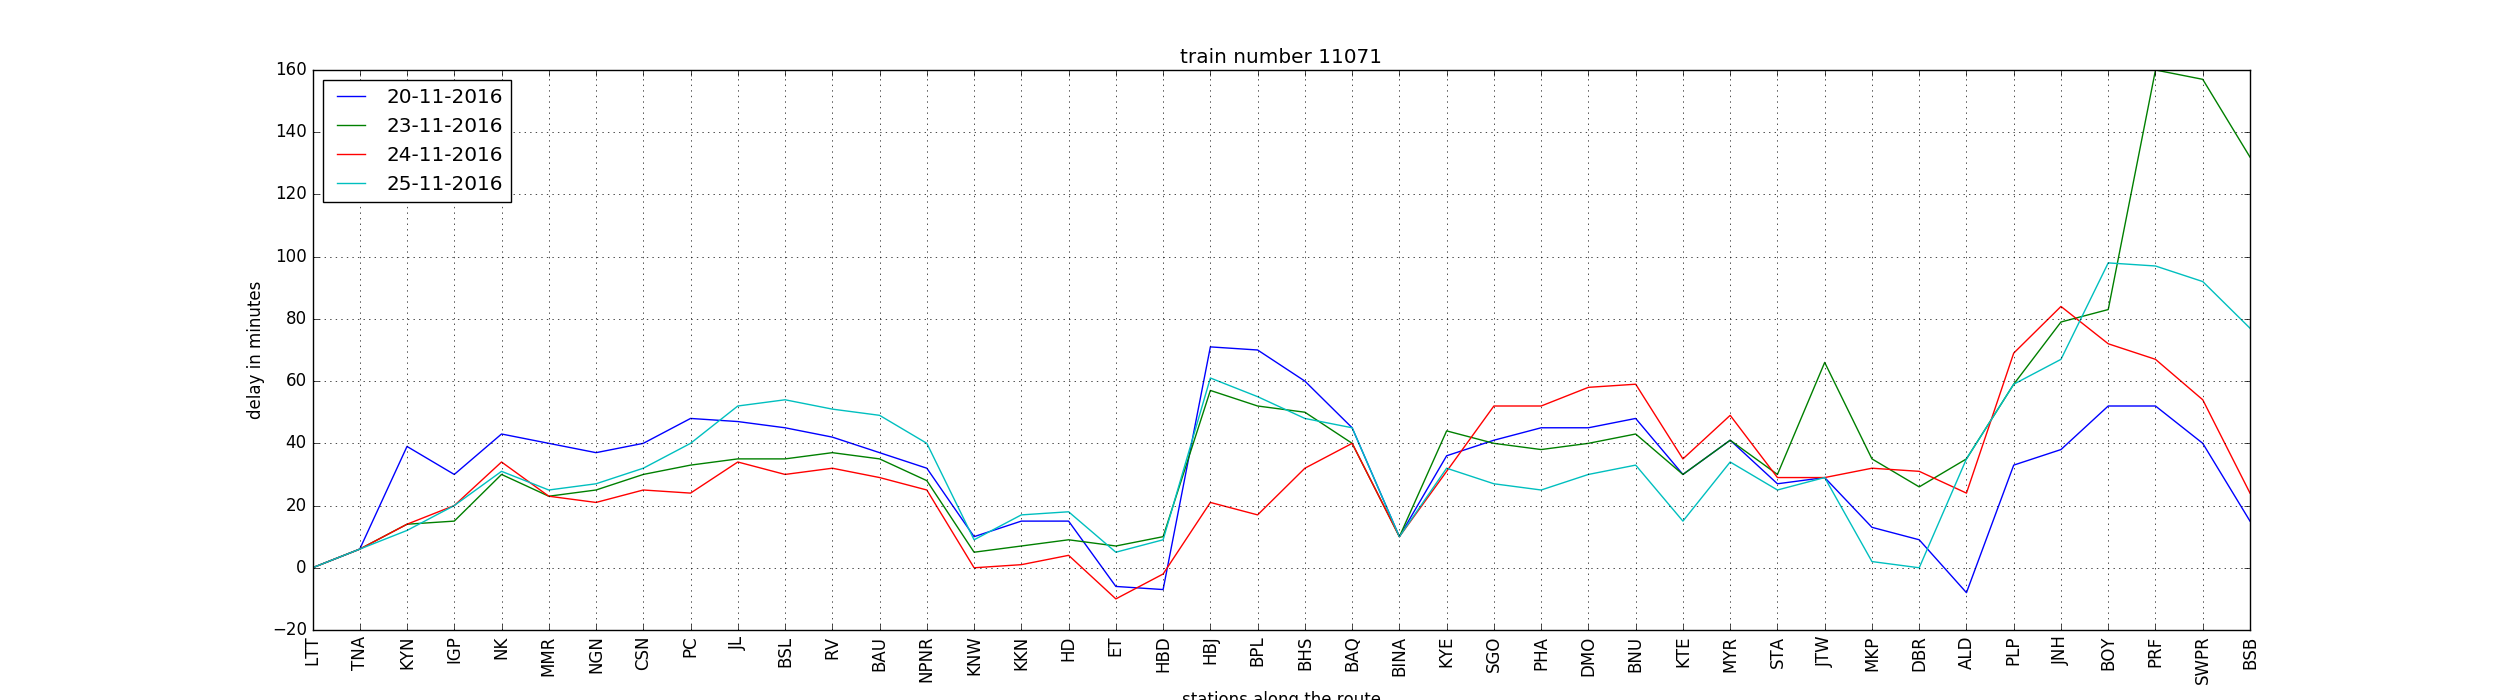 train number 11071
160
140
120
100
80
60
40
20
0
−20
delay in minutes
20-11-2016
23-11-2016
24-11-2016
25-11-2016
LTT
TNA
KYN
IGP
NK
MMR
NGN
CSN
PC
JL
BSL
RV
BAU
NPNR
KNW
KKN
HD
ET
HBD
HBJ
BPL
BHS
BAQ
BINA
KYE
SGO
PHA
DMO
BNU
KTE
MYR
STA
JTW
MKP
DBR
ALD
PLP
JNH
BOY
PRF
SWPR
BSB
stations along the route